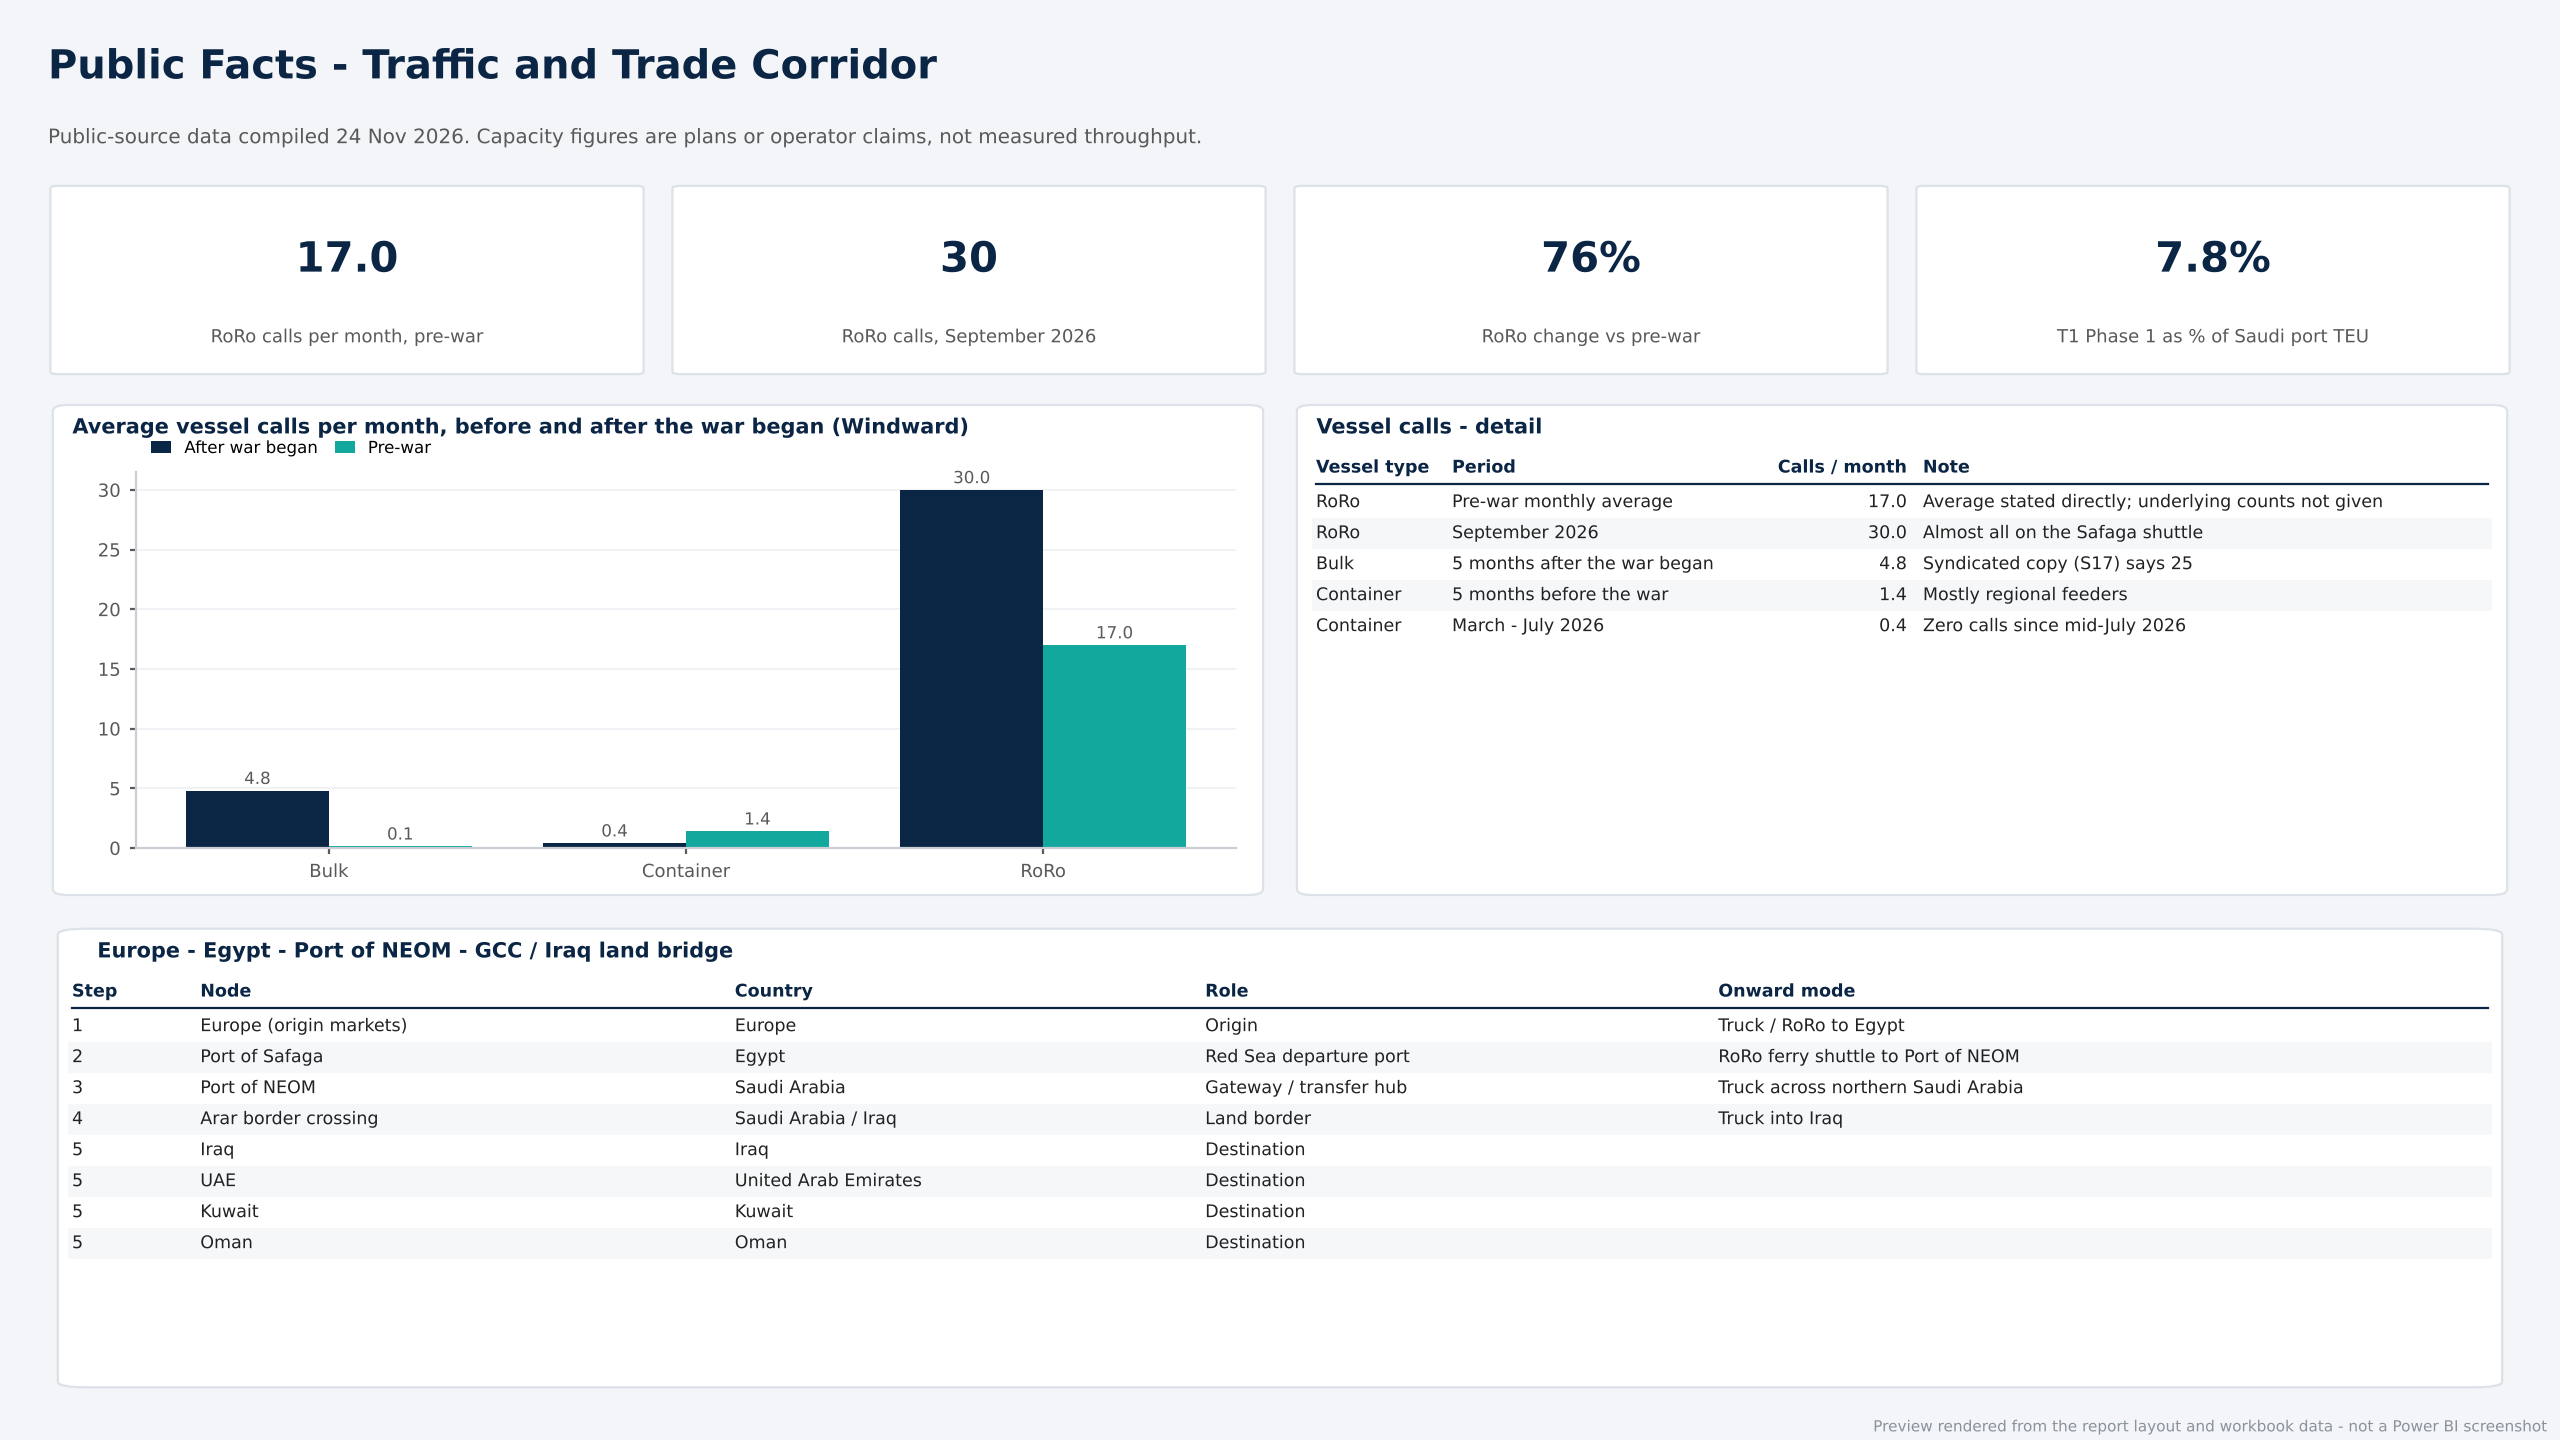 Public Facts - Traffic and Trade Corridor
Public-source data compiled 24 Nov 2026. Capacity figures are plans or operator claims, not measured throughput.
17.0
RoRo calls per month, pre-war
30
RoRo calls, September 2026
76%
RoRo change vs pre-war
7.8%
T1 Phase 1 as % of Saudi port TEU
Average vessel calls per month, before and after the war began (Windward)
After war began Pre-war
30
25
20
15
10
5
0
4.8
0.1
0.4
1.4
30.0
17.0
Bulk Container RoRo
Vessel calls - detail
Vessel type Period Calls / month Note
RoRo Pre-war monthly average 17.0 Average stated directly; underlying counts not given
RoRo September 2026 30.0 Almost all on the Safaga shuttle
Bulk 5 months after the war began 4.8 Syndicated copy (S17) says 25
Container 5 months before the war 1.4 Mostly regional feeders
Container March - July 2026 0.4 Zero calls since mid-July 2026
Europe - Egypt - Port of NEOM - GCC / Iraq land bridge
Step Node Country Role Onward mode
1 Europe (origin markets) Europe Origin Truck / RoRo to Egypt
2 Port of Safaga Egypt Red Sea departure port RoRo ferry shuttle to Port of NEOM
3 Port of NEOM Saudi Arabia Gateway / transfer hub Truck across northern Saudi Arabia
4 Arar border crossing Saudi Arabia / Iraq Land border Truck into Iraq
5 Iraq Iraq Destination
5 UAE United Arab Emirates Destination
5 Kuwait Kuwait Destination
5 Oman Oman Destination
Preview rendered from the report layout and workbook data - not a Power BI screenshot